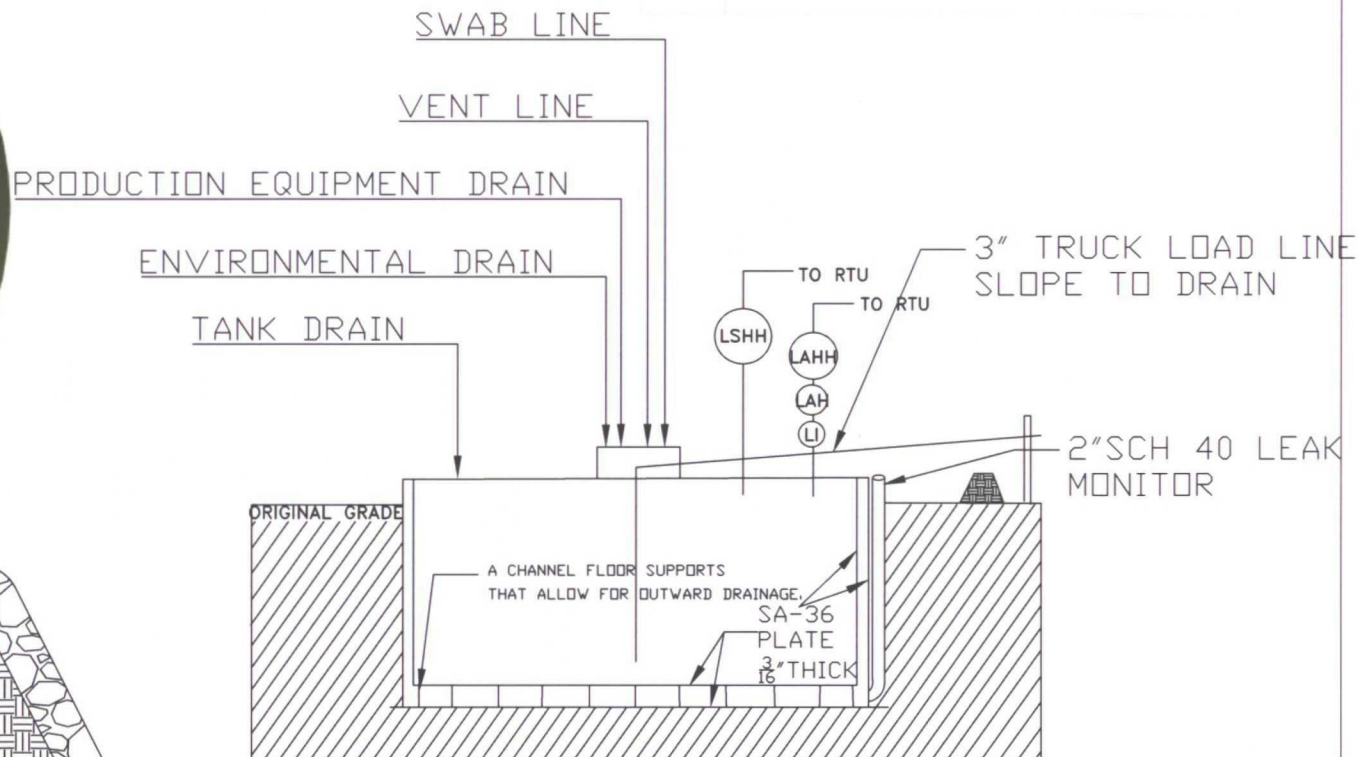 SWAB LINE
VENT LINE
PRODUCTION EQUIPMENT DRAIN
ENVIRONMENTAL DRAIN
TANK DRAIN
3" TRUCK LOAD LINE
SLOPE TO DRAIN
TO RTU
TO RTU
LSHH
LAHH
LAH
LI
2"SCH 40 LEAK
MONITOR
ORIGINAL GRADE
A CHANNEL FLOOR SUPPORTS
THAT ALLOW FOR OUTWARD DRAINAGE.
SA-36
PLATE
3/16"THICK